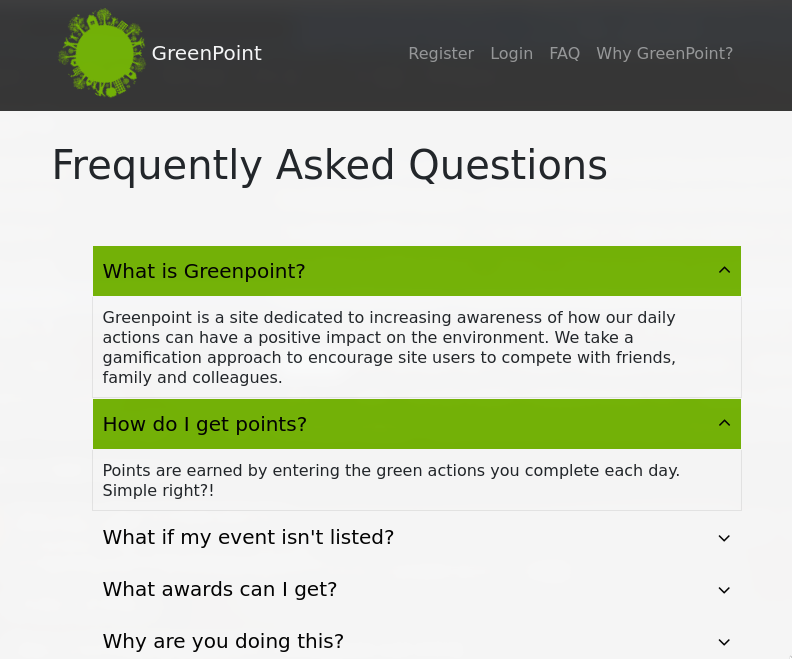 GreenPoint
Register Login FAQ Why GreenPoint?
Frequently Asked Questions
What is Greenpoint?
Greenpoint is a site dedicated to increasing awareness of how our daily
actions can have a positive impact on the environment. We take a
gamification approach to encourage site users to compete with friends,
family and colleagues.
How do I get points?
Points are earned by entering the green actions you complete each day.
Simple right?!
What if my event isn't listed?
What awards can I get?
Why are you doing this?